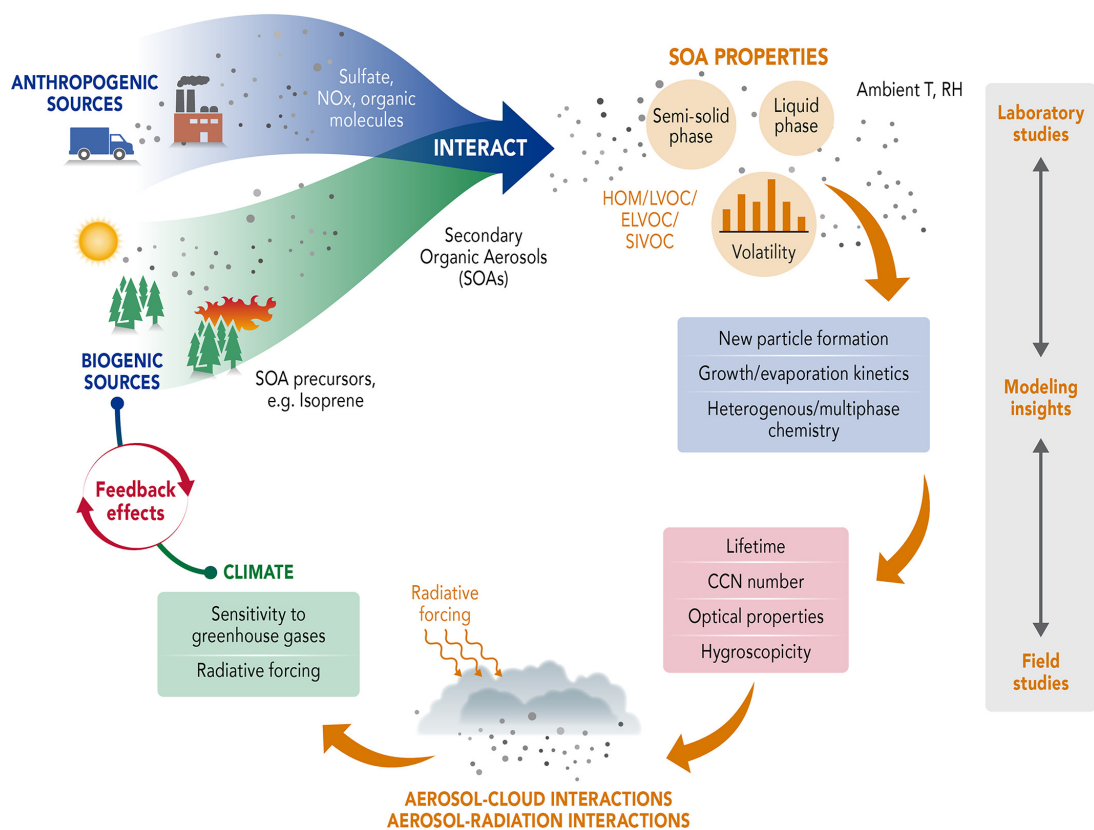 ANTHROPOGENIC
SOURCES
Sulfate,
NOx, organic
molecules
INTERACT
Secondary
Organic Aerosols
(SOAs)
BIOGENIC
SOURCES
SOA precursors,
e.g. Isoprene
SOA PROPERTIES
Semi-solid
phase
Liquid
phase
Ambient T, RH
HOM/LVOC/
ELVOC/
SIVOC
Volatility
New particle formation
Growth/evaporation kinetics
Heterogenous/multiphase
chemistry
Lifetime
CCN number
Optical properties
Hygroscopicity
Radiative
forcing
AEROSOL-CLOUD INTERACTIONS
AEROSOL-RADIATION INTERACTIONS
CLIMATE
Sensitivity to
greenhouse gases
Radiative forcing
Feedback
effects
Laboratory
studies
Modeling
insights
Field
studies